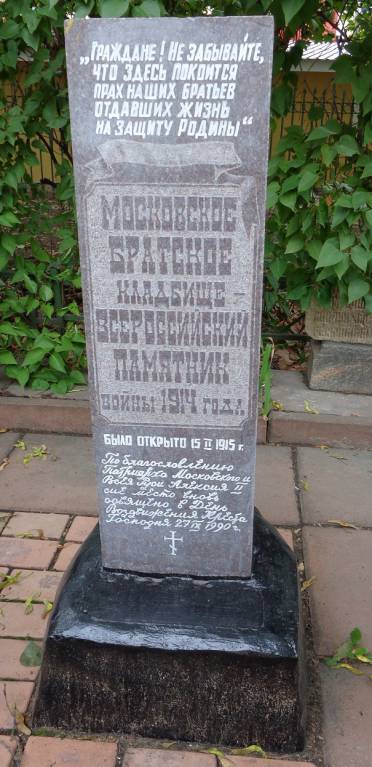 „Граждане! Не забывайте,
что здесь покоится
прах наших братьев
отдавших жизнь
на защиту Родины“
Московское
Братское
кладбище –
Всероссийский
памятник
войны 1914 года
было открыто 15 II 1915 г.
По благословлению
Патриарха Московского и
Всея Руси Алексия II
сие место вновь
освящено в День
Воздвижения Креста
Господня 27 IX 1990 г.